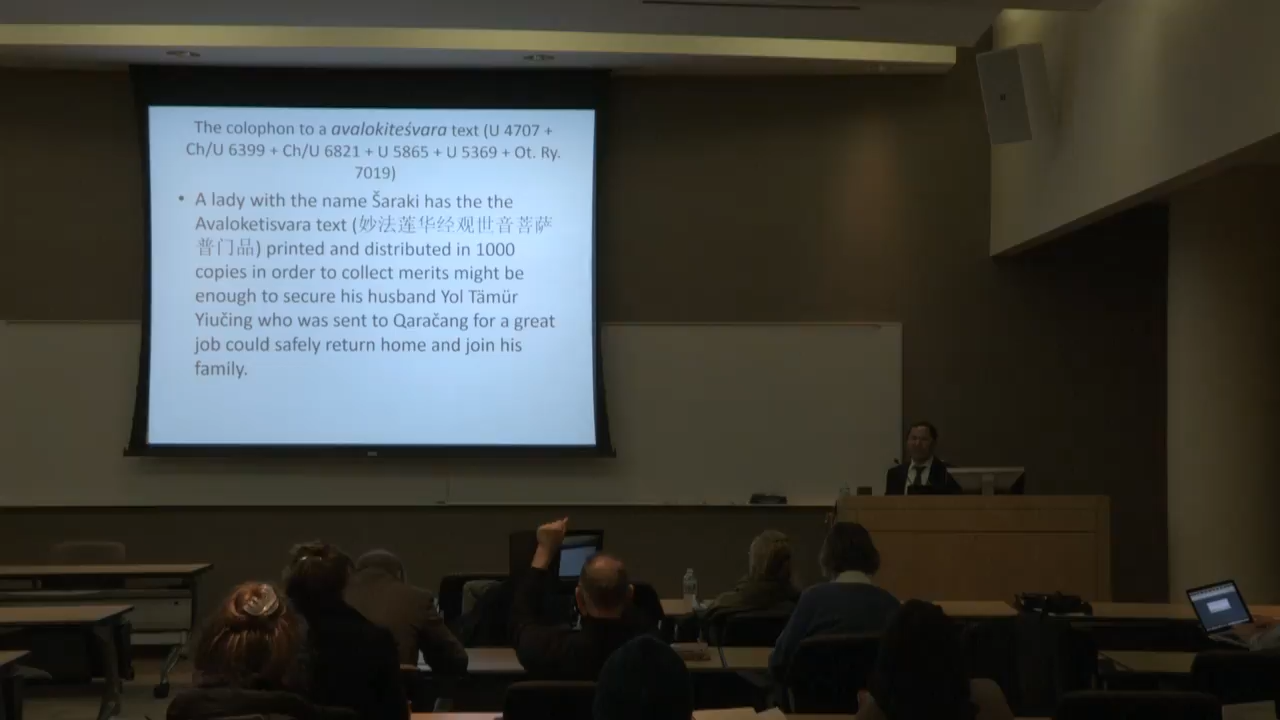 The colophon to a avalokiteśvara text (U 4707 +
Ch/U 6399 + Ch/U 6821 + U 5865 + U 5369 + Ot. Ry.
7019)
• A lady with the name Šaraki has the the
Avaloketisvara text (妙法莲华经观世音菩萨
普门品) printed and distributed in 1000
copies in order to collect merits might be
enough to secure his husband Yol Tämür
Yiučing who was sent to Qaračang for a great
job could safely return home and join his
family.